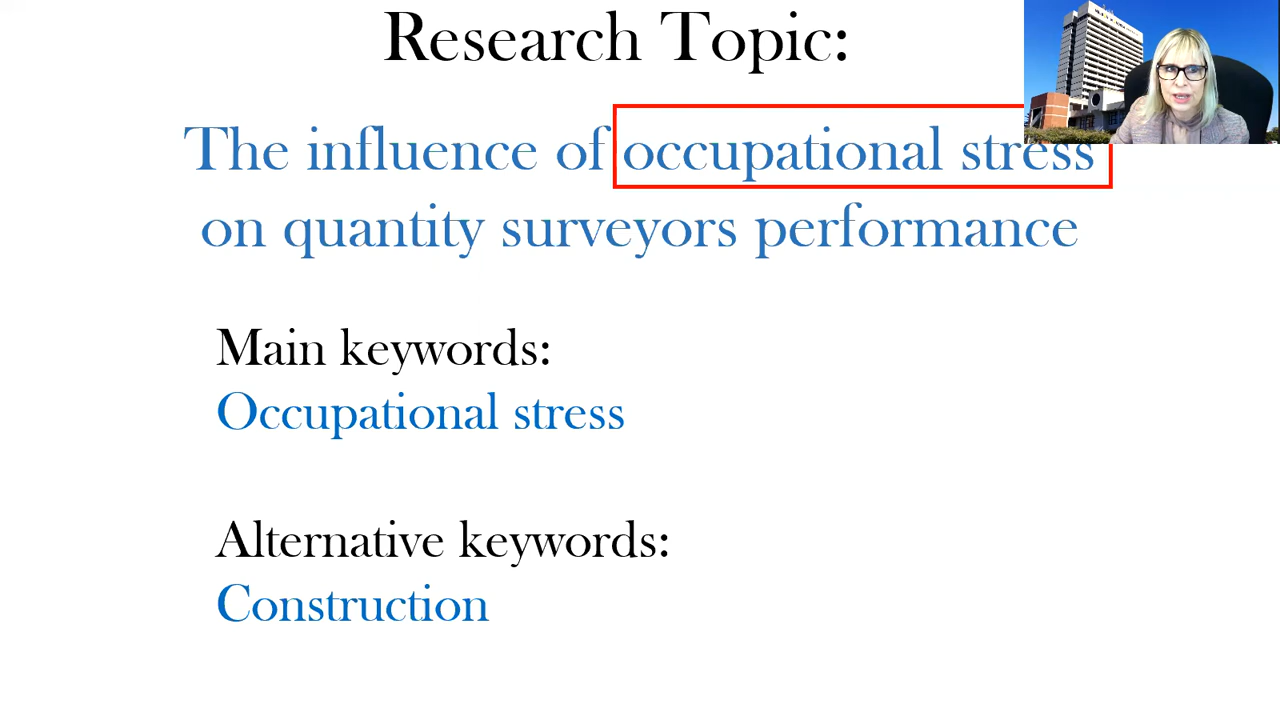 Research Topic:
The influence of occupational stress
on quantity surveyors performance
Main keywords:
Occupational stress
Alternative keywords:
Construction